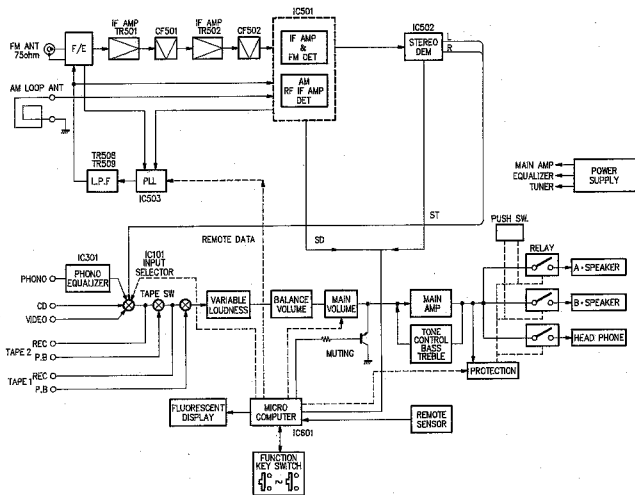 FM ANT
75ohm
F/E
IF AMP
TR501
CF501
IF AMP
TR502
CF502
IC501
IF AMP
&
FM DET
AM
RF IF AMP
DET
IC502
STEREO
DEM
L
R
AM LOOP ANT
TR508
TR509
L.P.F
PLL
IC503
MAIN AMP
EQUALIZER
TUNER
POWER
SUPPLY
REMOTE DATA
SD
ST
PUSH SW.
RELAY
IC301
PHONO
EQUALIZER
IC101
INPUT
SELECTOR
PHONO
CD
VIDEO
TAPE SW
VARIABLE
LOUDNESS
BALANCE
VOLUME
MAIN
VOLUME
MAIN
AMP
A・SPEAKER
B・SPEAKER
HEAD PHONE
TAPE 2
REC
P.B
TAPE 1
REC
P.B
MUTING
TONE
CONTROL
BASS
TREBLE
PROTECTION
FLUORESCENT
DISPLAY
MICRO
COMPUTER
IC601
REMOTE
SENSOR
FUNCTION
KEY SWITCH
~